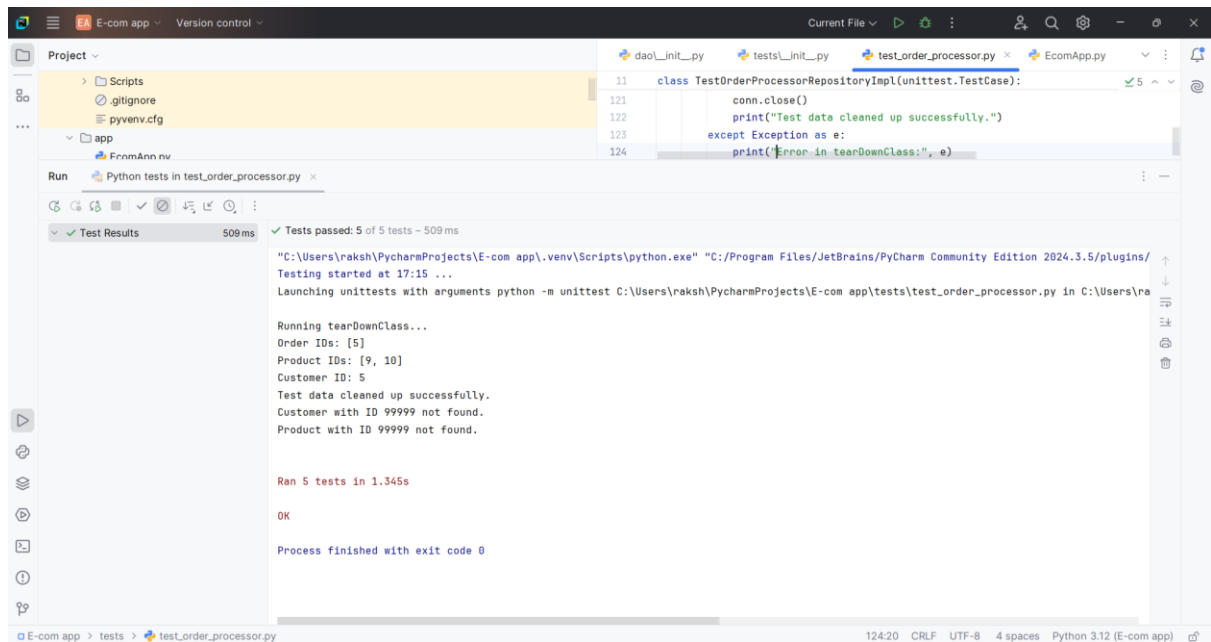 EA E-com app Version control Current File
Project
dao\__init__.py tests\__init__.py test_order_processor.py EcomApp.py
Scripts
.gitignore
pyvenv.cfg
app
EcomApp.py
11 class TestOrderProcessorRepositoryImpl(unittest.TestCase): 5
121 conn.close()
122 print("Test data cleaned up successfully.")
123 except Exception as e:
124 print("Error in tearDownClass:", e)
Run Python tests in test_order_processor.py
Test Results 509 ms
Tests passed: 5 of 5 tests – 509 ms
"C:\Users\raksh\PycharmProjects\E-com app\.venv\Scripts\python.exe" "C:/Program Files/JetBrains/PyCharm Community Edition 2024.3.5/plugins/
Testing started at 17:15 ...
Launching unittests with arguments python -m unittest C:\Users\raksh\PycharmProjects\E-com app\tests\test_order_processor.py in C:\Users\ra
Running tearDownClass...
Order IDs: [5]
Product IDs: [9, 10]
Customer ID: 5
Test data cleaned up successfully.
Customer with ID 99999 not found.
Product with ID 99999 not found.
Ran 5 tests in 1.345s
OK
Process finished with exit code 0
E-com app > tests > test_order_processor.py 124:20 CRLF UTF-8 4 spaces Python 3.12 (E-com app)